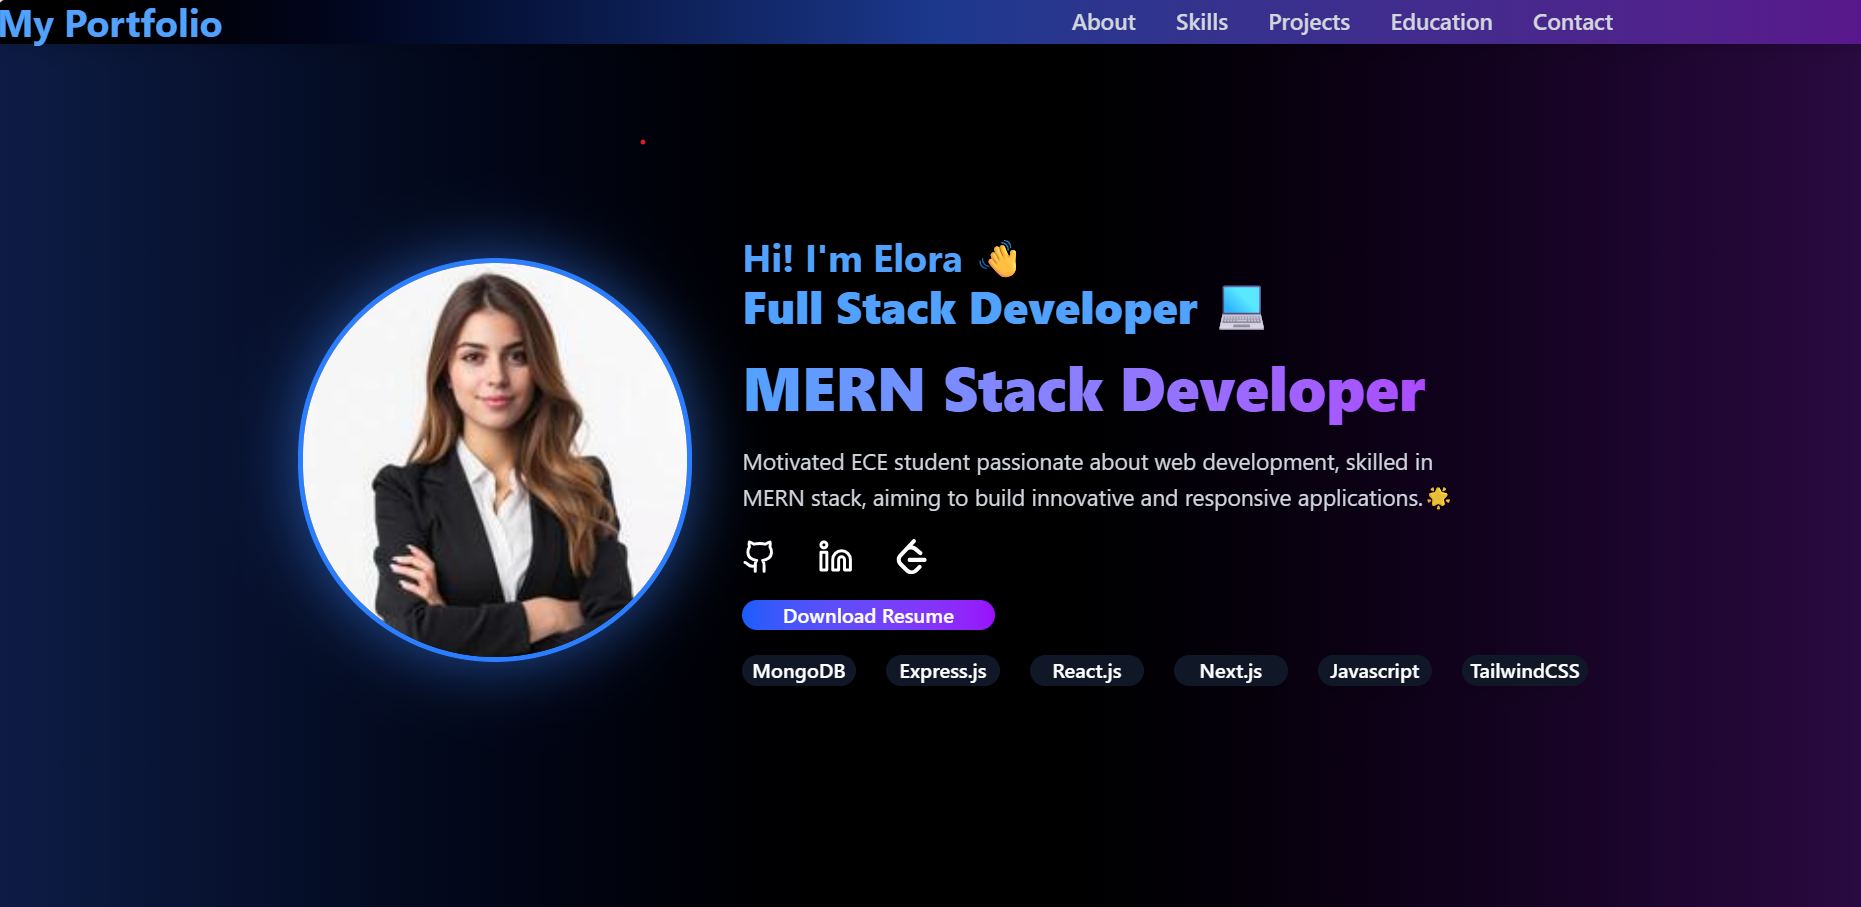 My Portfolio
About Skills Projects Education Contact
Hi! I'm Elora 👋
Full Stack Developer 💻
MERN Stack Developer
Motivated ECE student passionate about web development, skilled in
MERN stack, aiming to build innovative and responsive applications.🌟
Download Resume
MongoDB Express.js React.js Next.js Javascript TailwindCSS